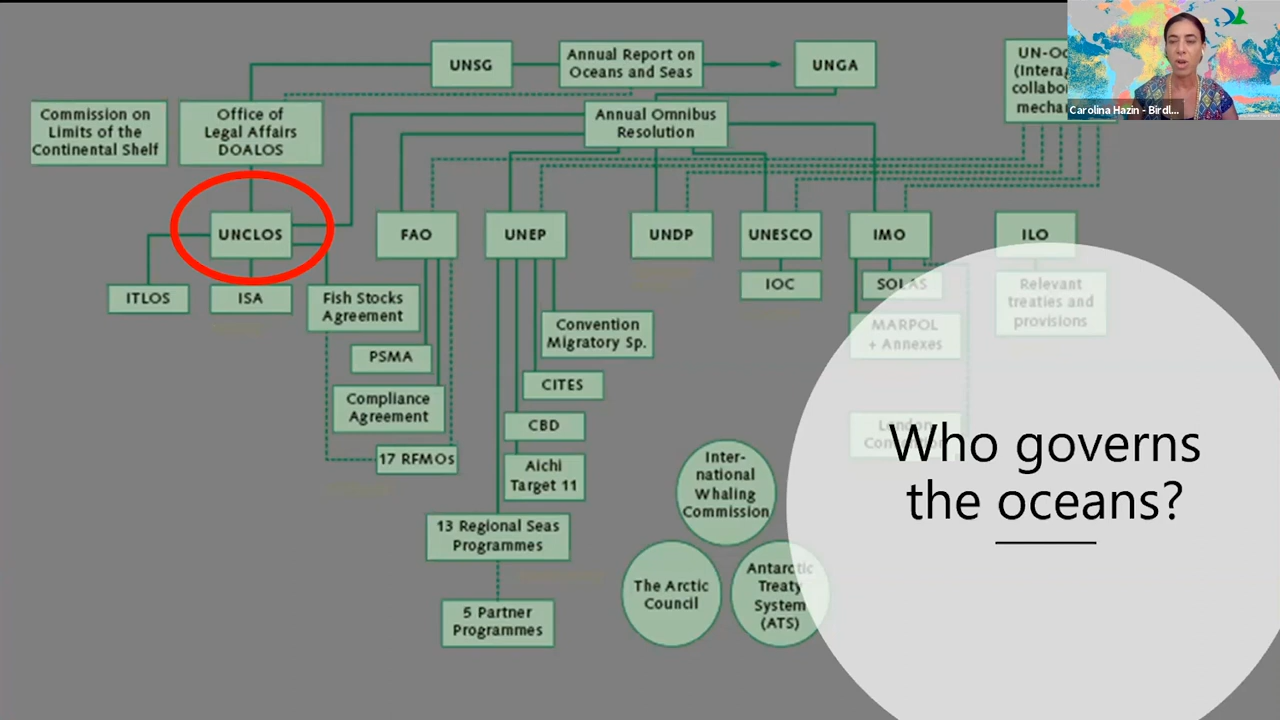 UNSG
Annual Report on
Oceans and Seas
UNGA
(Intera
collabo
mecha
Carolina Hazin - Birdl...
Commission on
Limits of the
Continental Shelf
Office of
Legal Affairs
DOALOS
Annual Omnibus
Resolution
UNCLOS
FAO
UNEP
UNDP
UNESCO
IMO
ILO
ITLOS
ISA
Fish Stocks
Agreement
PSMA
Compliance
Agreement
17 RFMOs
Convention
Migratory Sp.
CITES
CBD
Aichi
Target 11
13 Regional Seas
Programmes
5 Partner
Programmes
IOC
SOLAS
MARPOL
+ Annexes
Relevant
treaties and
provisions
Inter-
national
Whaling
Commission
The Arctic
Council
Antarctic
Treaty
System
(ATS)
Who governs
the oceans?